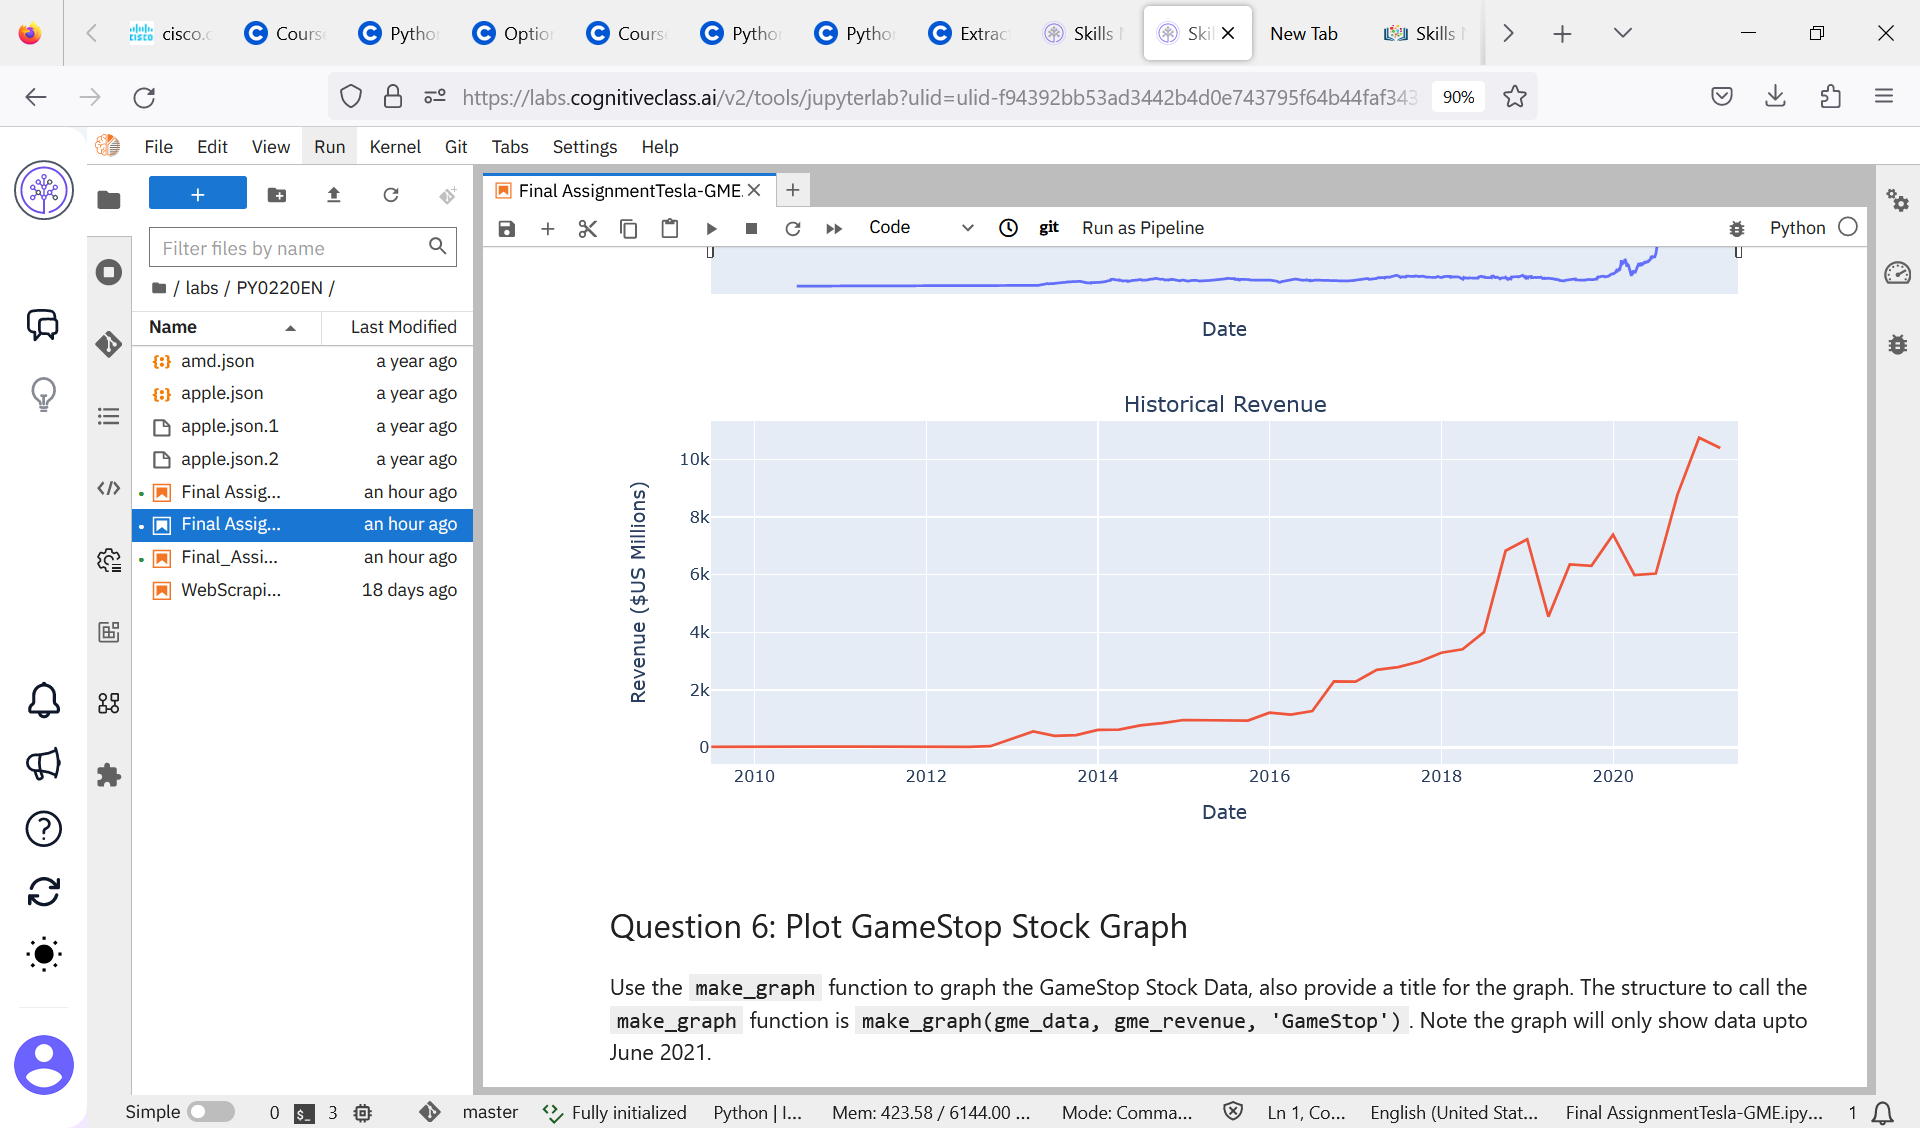 cisco.c
Cours
Pytho
Optio
Cours
Pytho
Pytho
Extrac
Skills
Skil
New Tab
Skills
https://labs.cognitiveclass.ai/v2/tools/jupyterlab?ulid=ulid-f94392bb53ad3442b4d0e743795f64b44faf343
90%
File Edit View Run Kernel Git Tabs Settings Help
Final AssignmentTesla-GME.
Code
git
Run as Pipeline
Python
Filter files by name
/ labs / PY0220EN /
Name Last Modified
amd.json a year ago
apple.json a year ago
apple.json.1 a year ago
apple.json.2 a year ago
Final Assig... an hour ago
Final Assig... an hour ago
Final_Assi... an hour ago
WebScrapi... 18 days ago
Date
Historical Revenue
Revenue ($US Millions)
10k
8k
6k
4k
2k
0
2010 2012 2014 2016 2018 2020
Date
Question 6: Plot GameStop Stock Graph
Use the make_graph function to graph the GameStop Stock Data, also provide a title for the graph. The structure to call the
make_graph function is make_graph(gme_data, gme_revenue, 'GameStop'). Note the graph will only show data upto
June 2021.
Simple 0 $_ 3 master Fully initialized Python | I... Mem: 423.58 / 6144.00 ... Mode: Comma... Ln 1, Co... English (United Stat... Final AssignmentTesla-GME.ipy... 1